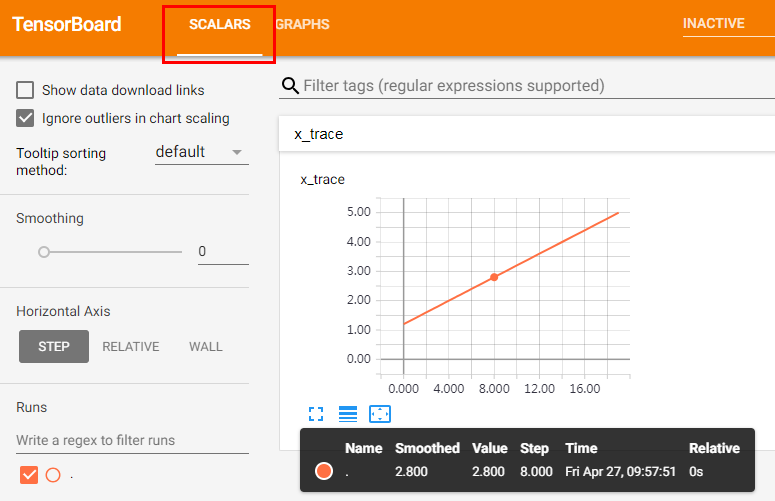 TensorBoard SCALARS GRAPHS INACTIVE
Show data download links
Ignore outliers in chart scaling
Tooltip sorting
method:
default
Smoothing
0
Horizontal Axis
STEP RELATIVE WALL
Runs
Write a regex to filter runs
.
Filter tags (regular expressions supported)
x_trace
x_trace
5.00
4.00
3.00
2.00
1.00
0.00
0.000 4.000 8.000 12.00 16.00
Name Smoothed Value Step Time Relative
. 2.800 2.800 8.000 Fri Apr 27, 09:57:51 0s